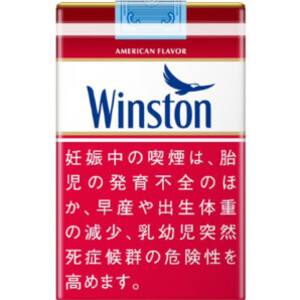 AMERICAN FLAVOR
Winston
妊娠中の喫煙は、胎
児の発育不全のほ
か、早産や出生体重
の減少、乳幼児突然
死症候群の危険性を
高めます。